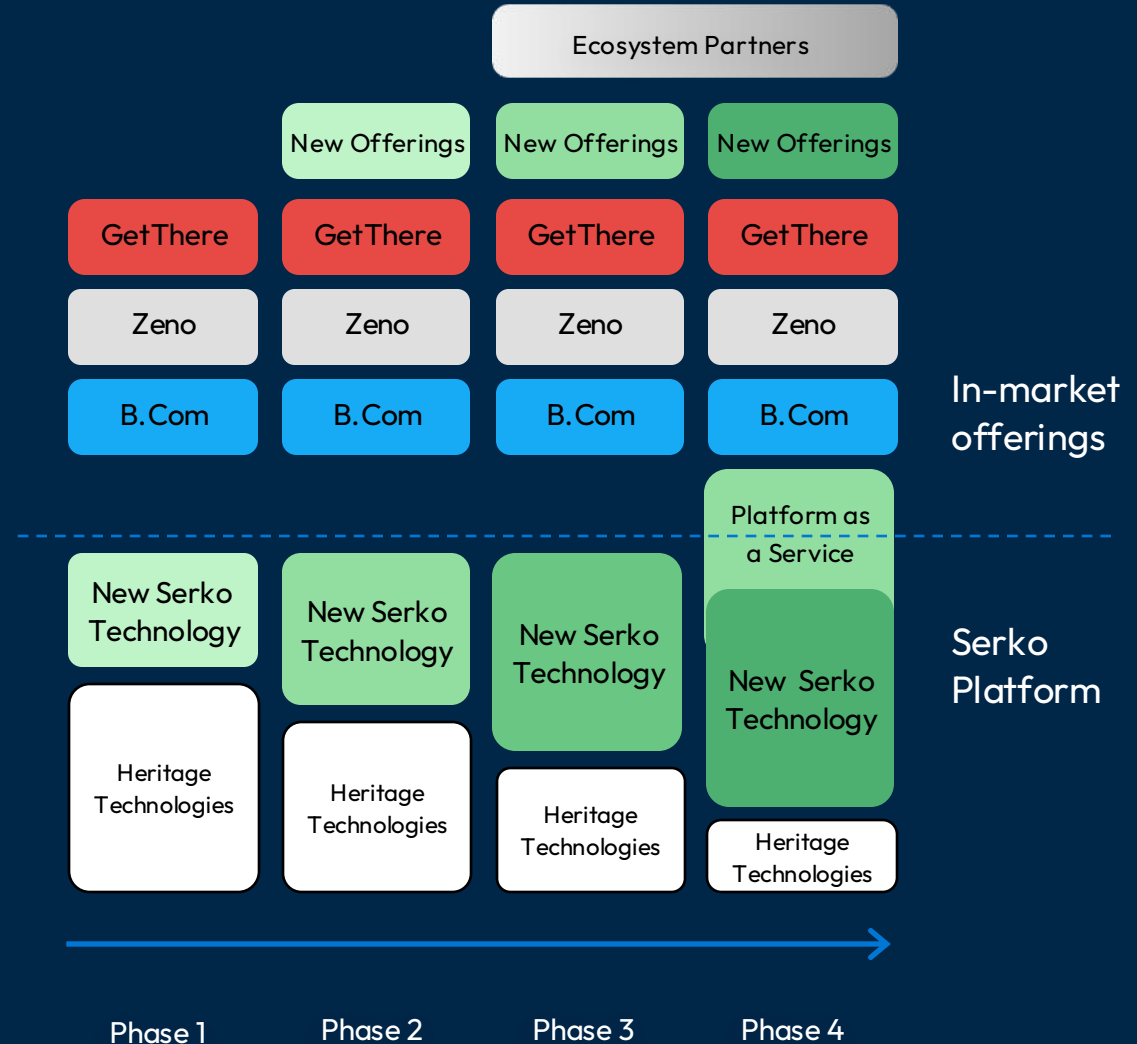 Ecosystem Partners
New Offerings
New Offerings
New Offerings
GetThere
GetThere
GetThere
GetThere
Zeno
Zeno
Zeno
Zeno
B.Com
B.Com
B.Com
B.Com
In-market
offerings
Platform as
a Service
New Serko
Technology
New Serko
Technology
New Serko
Technology
New Serko
Technology
Serko
Platform
Heritage
Technologies
Heritage
Technologies
Heritage
Technologies
Heritage
Technologies
Phase 1
Phase 2
Phase 3
Phase 4